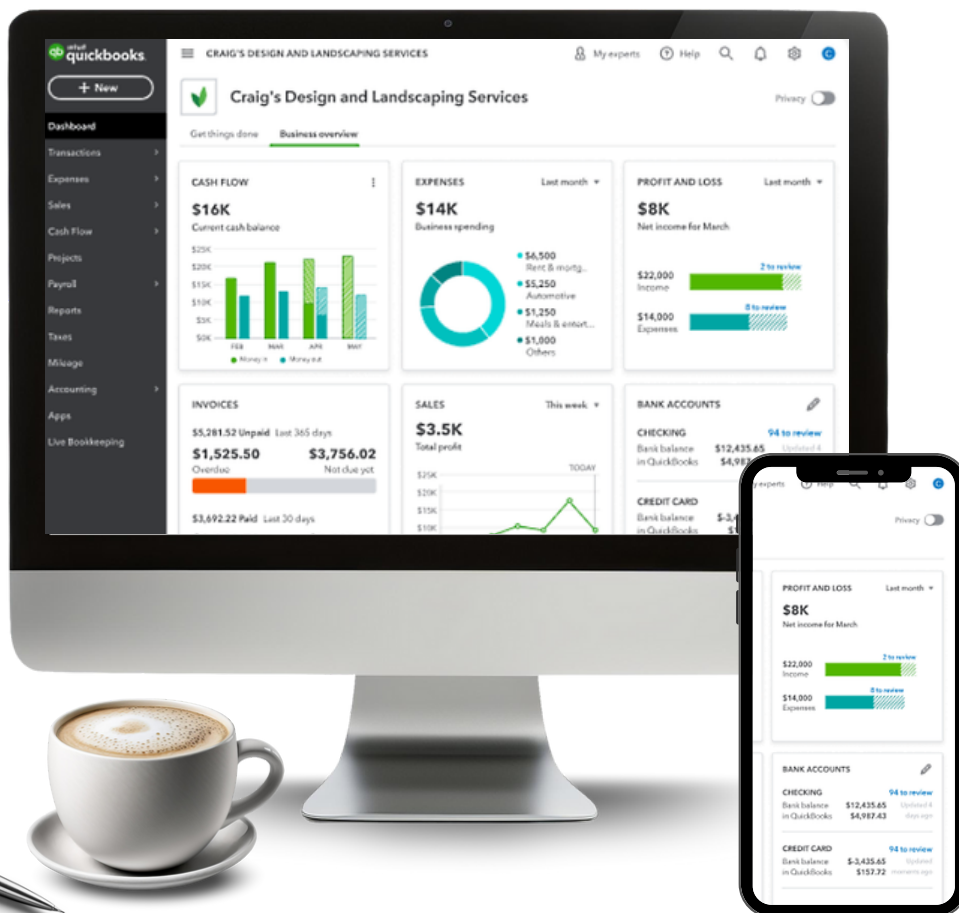 intuit
quickbooks.
CRAIG'S DESIGN AND LANDSCAPING SERVICES
My experts
Help
C
+ New
Craig's Design and Landscaping Services
Privacy
Dashboard
Get things done
Business overview
Transactions
Expenses
Sales
Cash Flow
Projects
Payroll
Reports
Taxes
Mileage
Accounting
Apps
Live Bookkeeping
CASH FLOW
$16K
Current cash balance
$25K
$20K
$15K
$10K
$5K
$0K
FEB MAR APR MAY
Money in Money out
EXPENSES Last month
$14K
Business spending
$6,500
Rent & mortg...
$5,250
Automotive
$1,250
Meals & entert...
$1,000
Others
PROFIT AND LOSS Last month
$8K
Net income for March
2 to review
$22,000
Income
8 to review
$14,000
Expenses
INVOICES
$5,281.52 Unpaid Last 365 days
$1,525.50 $3,756.02
Overdue Not due yet
$3,692.22 Paid Last 30 days
SALES This week
$3.5K
Total profit
TODAY
$25K
$20K
$15K
$10K
BANK ACCOUNTS
CHECKING 94 to review
Bank balance $12,435.65 Updated 4
in QuickBooks $4,987
CREDIT CARD
Bank balance $-3,4
in QuickBooks
y experts Help
C
Privacy
PROFIT AND LOSS Last month
$8K
Net income for March
2 to review
$22,000
Income
8 to review
$14,000
Expenses
BANK ACCOUNTS
CHECKING 94 to review
Bank balance $12,435.65 Updated 4
in QuickBooks $4,987.43 days ago
CREDIT CARD 94 to review
Bank balance $-3,435.65 Updated
in QuickBooks $157.72 moments ago